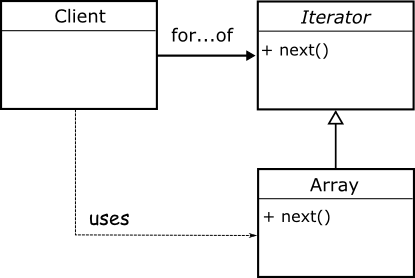 Client
for...of
Iterator
+ next()
uses
Array
+ next()